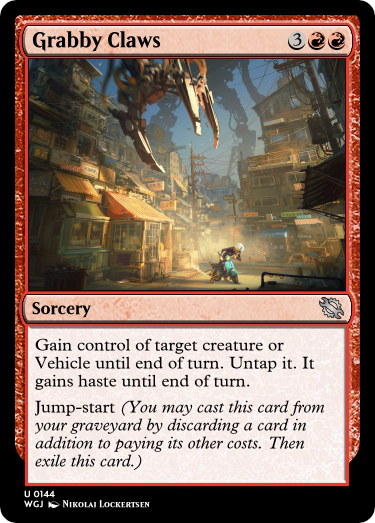 Grabby Claws 3
Sorcery
Gain control of target creature or
Vehicle until end of turn. Untap it. It
gains haste until end of turn.
Jump-start (You may cast this card from
your graveyard by discarding a card in
addition to paying its other costs. Then
exile this card.)
U 0144
WGJ Nikolai Lockertsen